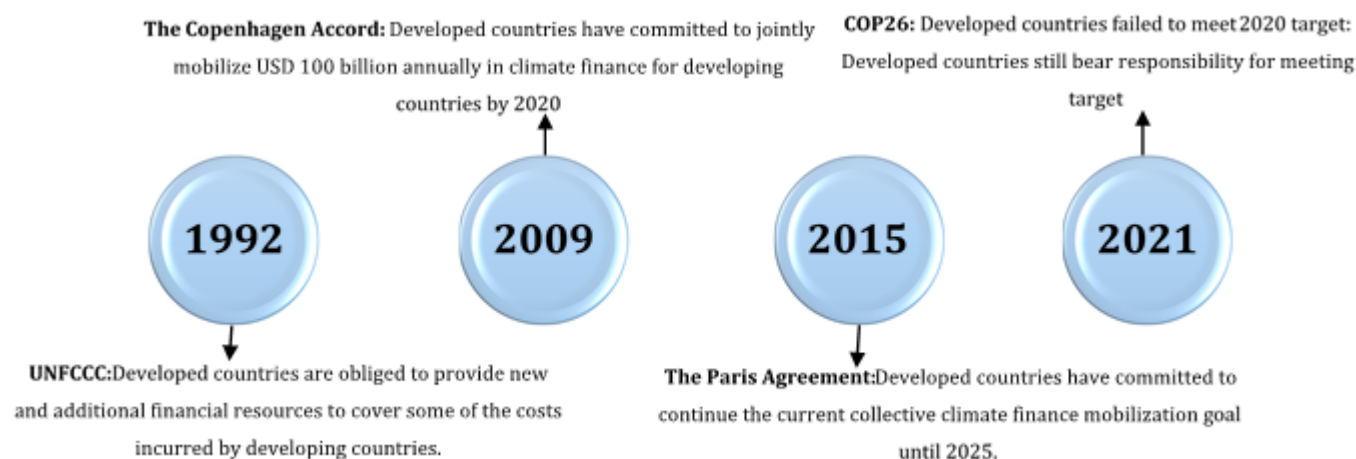 The Copenhagen Accord: Developed countries have committed to jointly
mobilize USD 100 billion annually in climate finance for developing
countries by 2020
COP26: Developed countries failed to meet 2020 target:
Developed countries still bear responsibility for meeting
target
1992
2009
2015
2021
UNFCCC:Developed countries are obliged to provide new
and additional financial resources to cover some of the costs
incurred by developing countries.
The Paris Agreement:Developed countries have committed to
continue the current collective climate finance mobilization goal
until 2025.